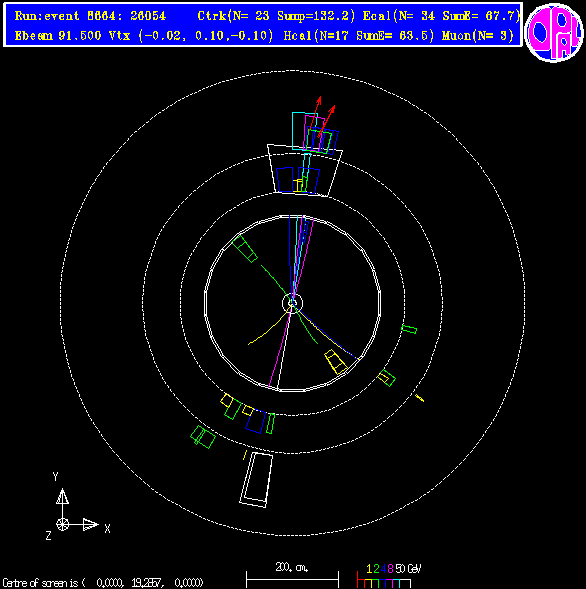 Run:event 8664: 26054 Ctrk(N= 23 Sump=132.2) Ecal(N= 34 SumE= 67.7)
Ebeam 91.500 Vtx (-0.02, 0.10,-0.10) Hcal(N=17 SumE= 63.5) Muon(N= 3)
OPAL
Y
X
Z
200. cm.
1 2 4 8 50 GeV
Centre of screen is ( 0.0000, 19.2857, 0.0000)